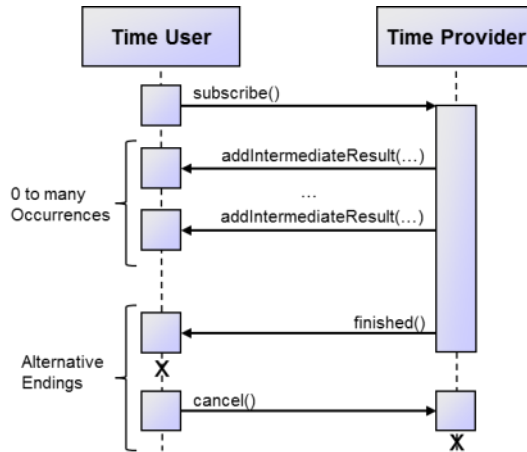 Time User
Time Provider
subscribe()
addIntermediateResult(…)
...
0 to many
Occurrences
addIntermediateResult(…)
finished()
Alternative
Endings
X
cancel()
X